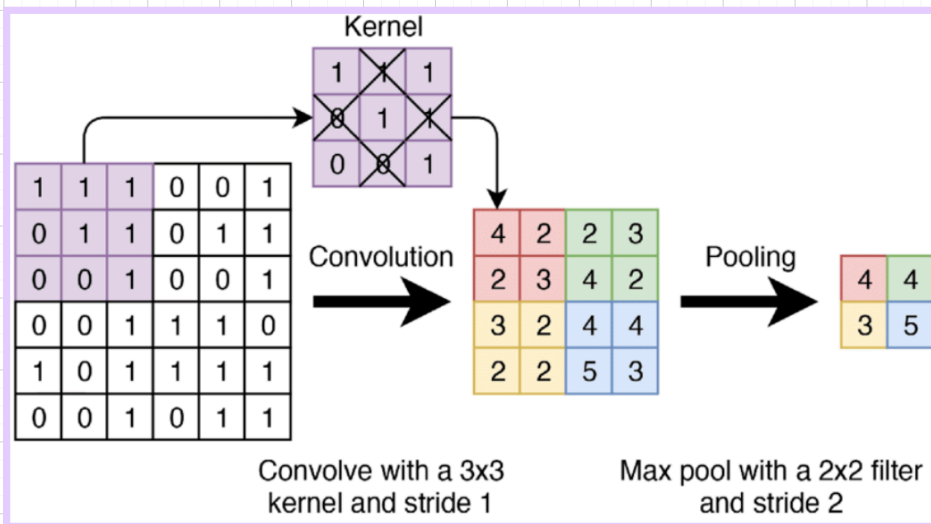 Kernel
1 1 1
0 1 1
0 0 1
1 1 1 0 0 1
0 1 1 0 1 1
0 0 1 0 0 1
0 0 1 1 1 0
1 0 1 1 1 1
0 0 1 0 1 1
Convolution
4 2 2 3
2 3 4 2
3 2 4 4
2 2 5 3
Pooling
4 4
3 5
Convolve with a 3x3
kernel and stride 1
Max pool with a 2x2 filter
and stride 2